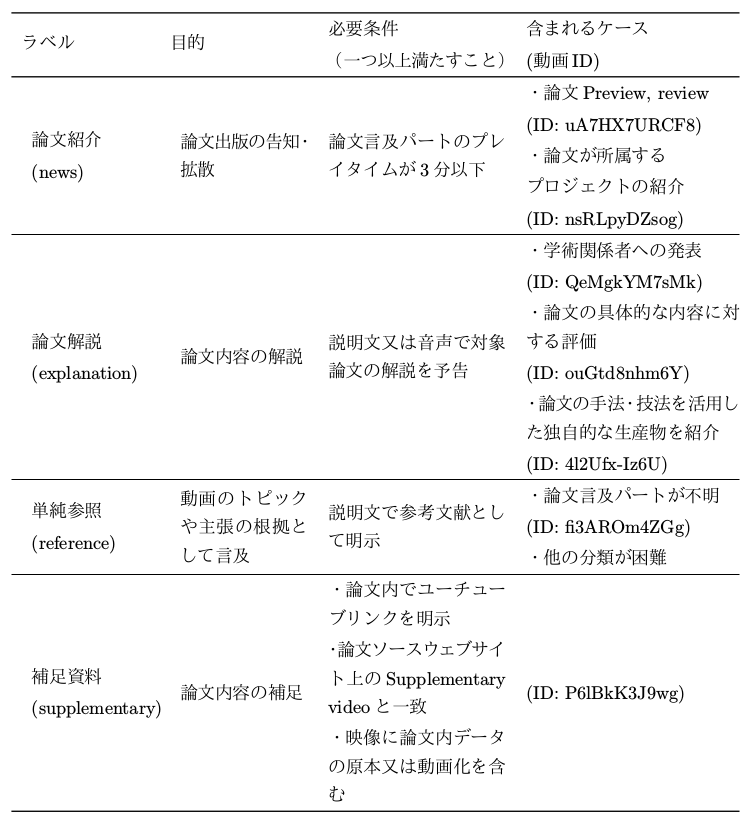 ラベル
目的
必要条件
（一つ以上満たすこと）
含まれるケース
(動画 ID)
論文紹介
(news)
論文出版の告知・
拡散
論文言及パートのプレ
イタイムが 3 分以下
・論文 Preview, review
(ID: uA7HX7URCF8)
・論文が所属する
プロジェクトの紹介
(ID: nsRLpyDZsog)
論文解説
(explanation)
論文内容の解説
説明文又は音声で対象
論文の解説を予告
・学術関係者への発表
(ID: QeMgkYM7sMk)
・論文の具体的な内容に対
する評価
(ID: ouGtd8nhm6Y)
・論文の手法・技法を活用し
た独自的な生産物を紹介
(ID: 4l2Ufx-Iz6U)
単純参照
(reference)
動画のトピック
や主張の根拠と
して言及
説明文で参考文献とし
て明示
・論文言及パートが不明
(ID: fi3AROm4ZGg)
・他の分類が困難
補足資料
(supplementary)
論文内容の補足
・論文内でユーチュー
ブリンクを明示
・論文ソースウェブサイ
ト上の Supplementary
video と一致
・映像に論文内データ
の原本又は動画化を含
む
(ID: P6lBkK3J9wg)